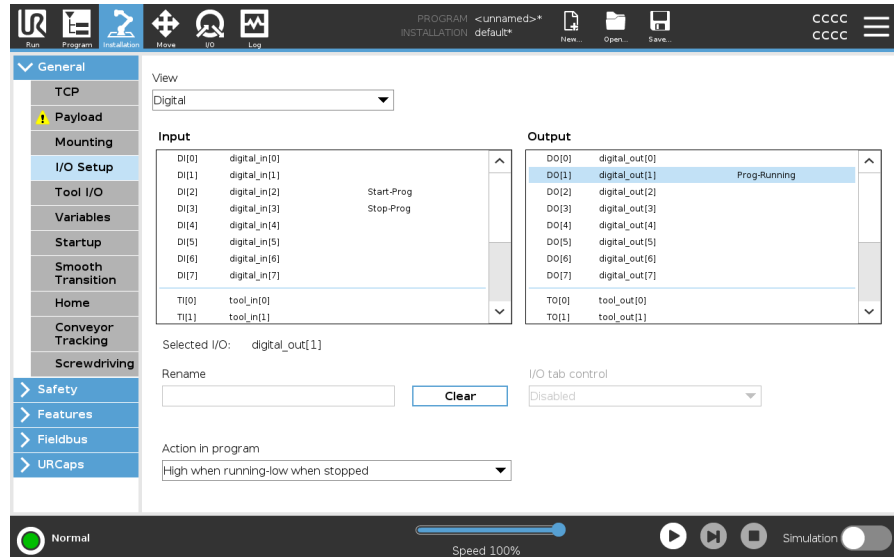 Run
Program
Installation
Move
I/O
Log
PROGRAM <unnamed>*
INSTALLATION default*
New...
Open...
Save...
cccc
cccc
General
TCP
Payload
Mounting
I/O Setup
Tool I/O
Variables
Startup
Smooth
Transition
Home
Conveyor
Tracking
Screwdriving
Safety
Features
Fieldbus
URCaps
View
Digital
Input
DI[0] digital_in[0]
DI[1] digital_in[1]
DI[2] digital_in[2] Start-Prog
DI[3] digital_in[3] Stop-Prog
DI[4] digital_in[4]
DI[5] digital_in[5]
DI[6] digital_in[6]
DI[7] digital_in[7]
TI[0] tool_in[0]
TI[1] tool_in[1]
Output
DO[0] digital_out[0]
DO[1] digital_out[1] Prog-Running
DO[2] digital_out[2]
DO[3] digital_out[3]
DO[4] digital_out[4]
DO[5] digital_out[5]
DO[6] digital_out[6]
DO[7] digital_out[7]
TO[0] tool_out[0]
TO[1] tool_out[1]
Selected I/O: digital_out[1]
Rename
Clear
I/O tab control
Disabled
Action in program
High when running-low when stopped
Normal
Speed 100%
Simulation